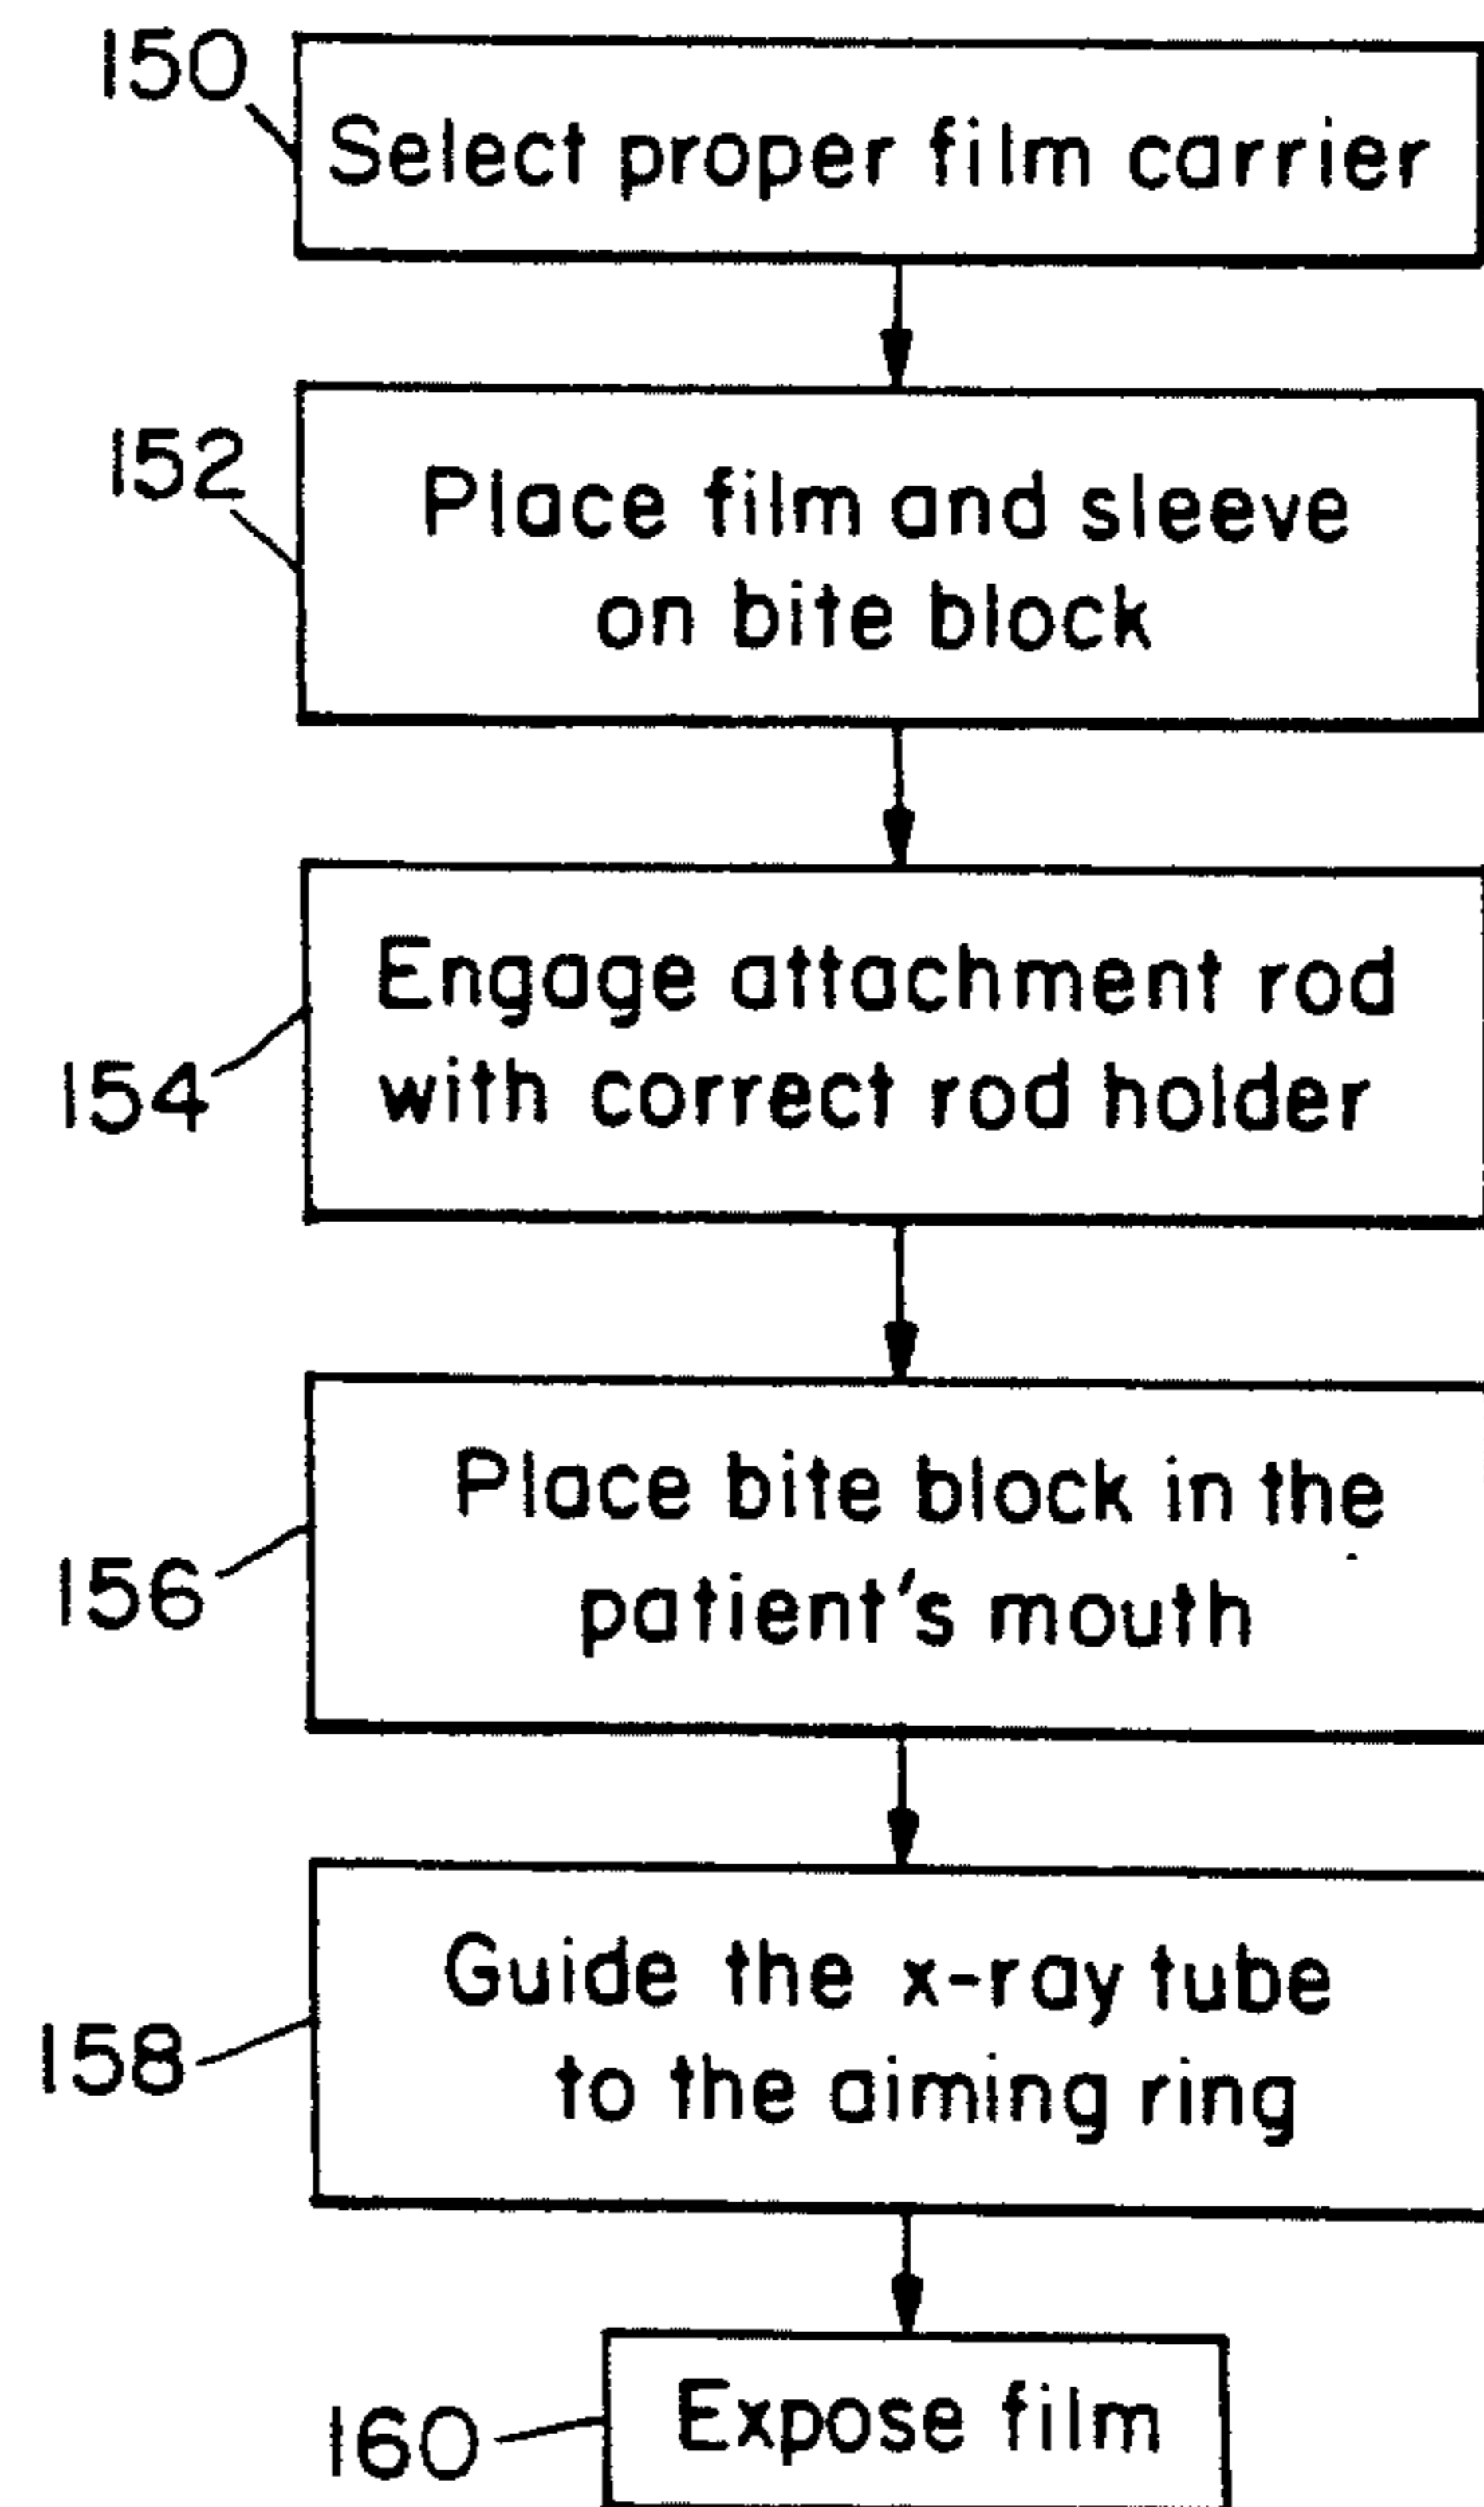 150
Select proper film carrier
152
Place film and sleeve
on bite block
Engage attachment rod
with correct rod holder
154
Place bite block in the
patient's mouth
156
Guide the x-ray tube
to the aiming ring
158
Expose film
160